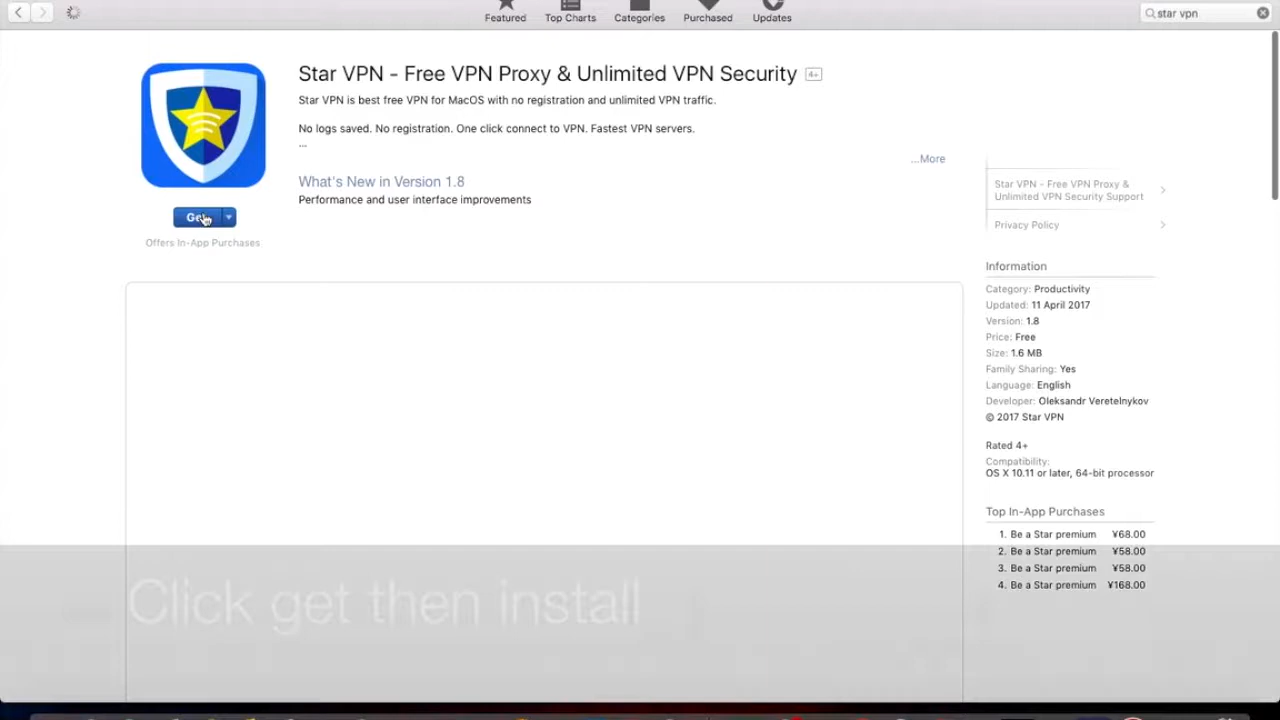 Featured
Top Charts
Categories
Purchased
Updates
star vpn
Star VPN - Free VPN Proxy & Unlimited VPN Security
4+
Star VPN is best free VPN for MacOS with no registration and unlimited VPN traffic.
No logs saved. No registration. One click connect to VPN. Fastest VPN servers.
...
...More
What's New in Version 1.8
Performance and user interface improvements
Get
Offers In-App Purchases
Star VPN - Free VPN Proxy &
Unlimited VPN Security Support
Privacy Policy
Information
Category: Productivity
Updated: 11 April 2017
Version: 1.8
Price: Free
Size: 1.6 MB
Family Sharing: Yes
Language: English
Developer: Oleksandr Veretelnykov
© 2017 Star VPN
Rated 4+
Compatibility:
OS X 10.11 or later, 64-bit processor
Top In-App Purchases
1. Be a Star premium ¥68.00
2. Be a Star premium ¥58.00
3. Be a Star premium ¥58.00
4. Be a Star premium ¥168.00
Click get then install